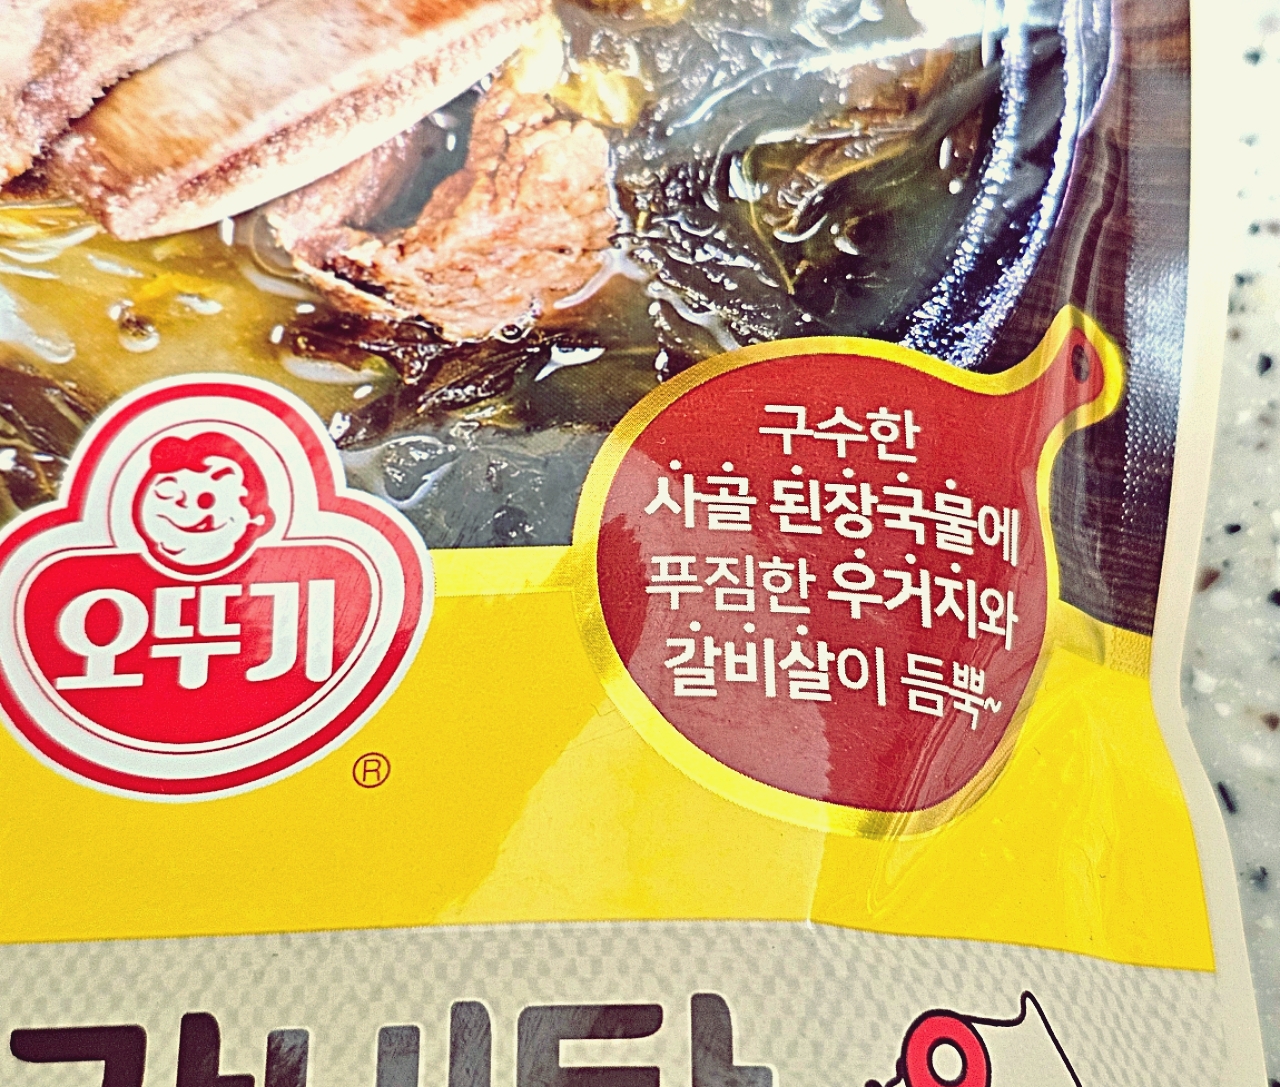 구수한
사골 된장국물에
푸짐한 우거지와
갈비살이 듬뿍~
오뚜기
®